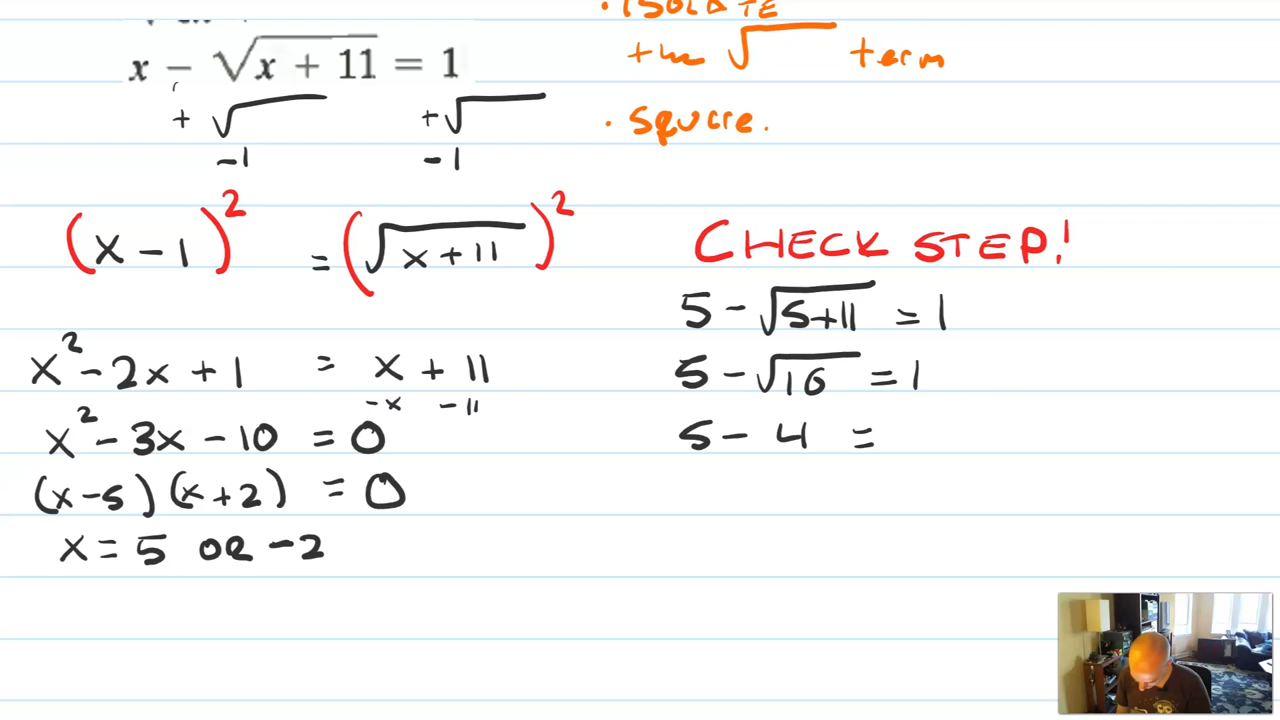 · ISOLATE
the √ term
x − √x + 11 = 1
+ √ + √
−1 −1
· square.
(x − 1)² = (√x + 11)²
CHECK STEP!
5 − √5+11 = 1
x² − 2x + 1 = x + 11
5 − √16 = 1
−x −11
x² − 3x − 10 = 0
5 − 4 =
(x−5)(x+2) = 0
x = 5 OR −2